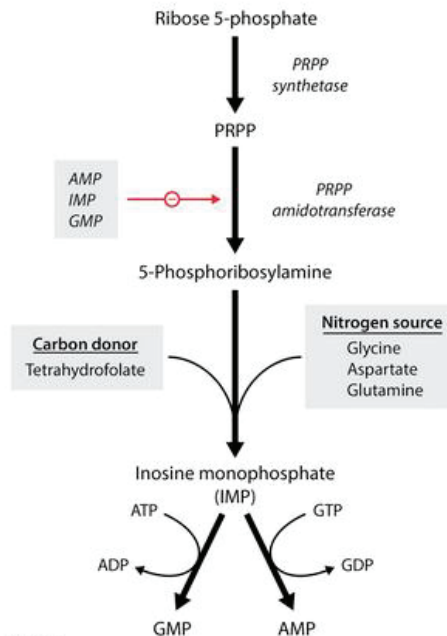 Ribose 5-phosphate
PRPP
synthetase
PRPP
AMP
IMP
GMP
PRPP
amidotransferase
5-Phosphoribosylamine
Carbon donor
Tetrahydrofolate
Nitrogen source
Glycine
Aspartate
Glutamine
Inosine monophosphate
(IMP)
ATP
GTP
ADP
GDP
GMP
AMP